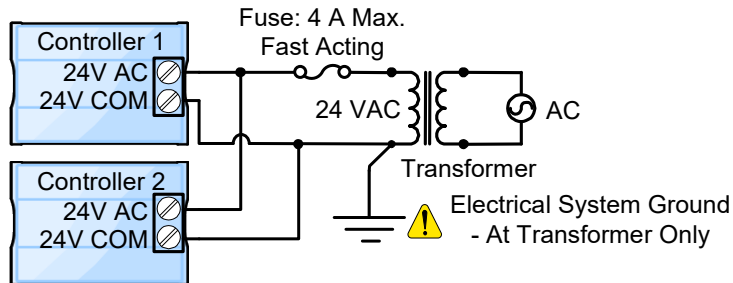 Fuse: 4 A Max.
Fast Acting
Controller 1
24V AC
24V COM
24 VAC
AC
Transformer
Controller 2
24V AC
24V COM
Electrical System Ground
- At Transformer Only